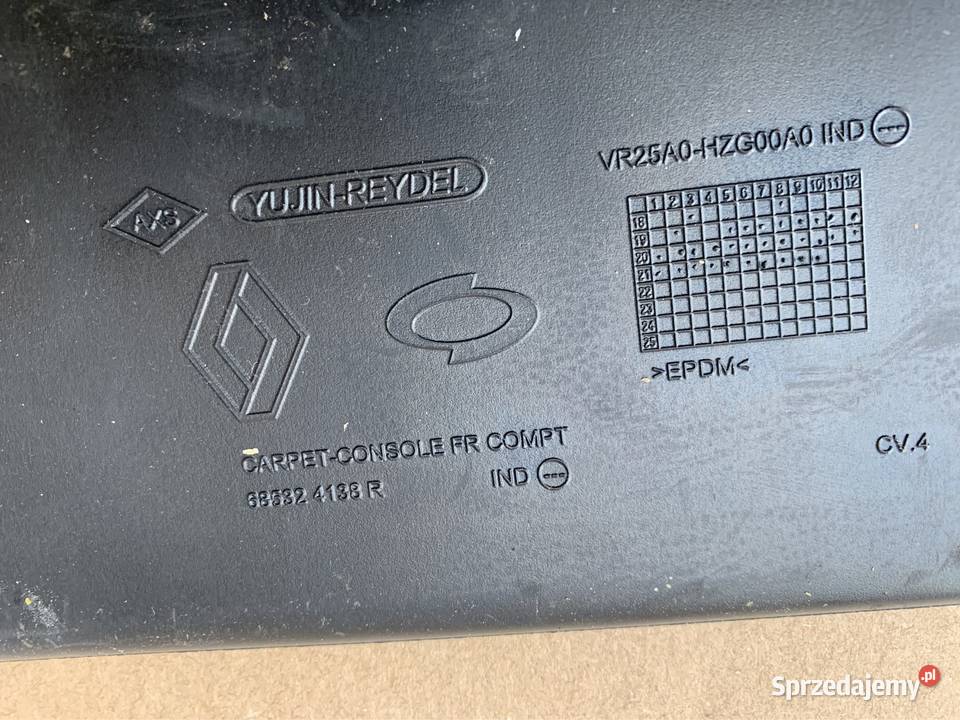 VR25A0-HZG00A0 IND
YUJIN-REYDEL
AXS
1 2 3 4 5 6 7 8 9 10 11 12
18
19
20
21
22
23
24
25
>EPDM<
CARPET-CONSOLE FR COMPT
68532 4138 R IND
CV.4
Sprzedajemy.pl